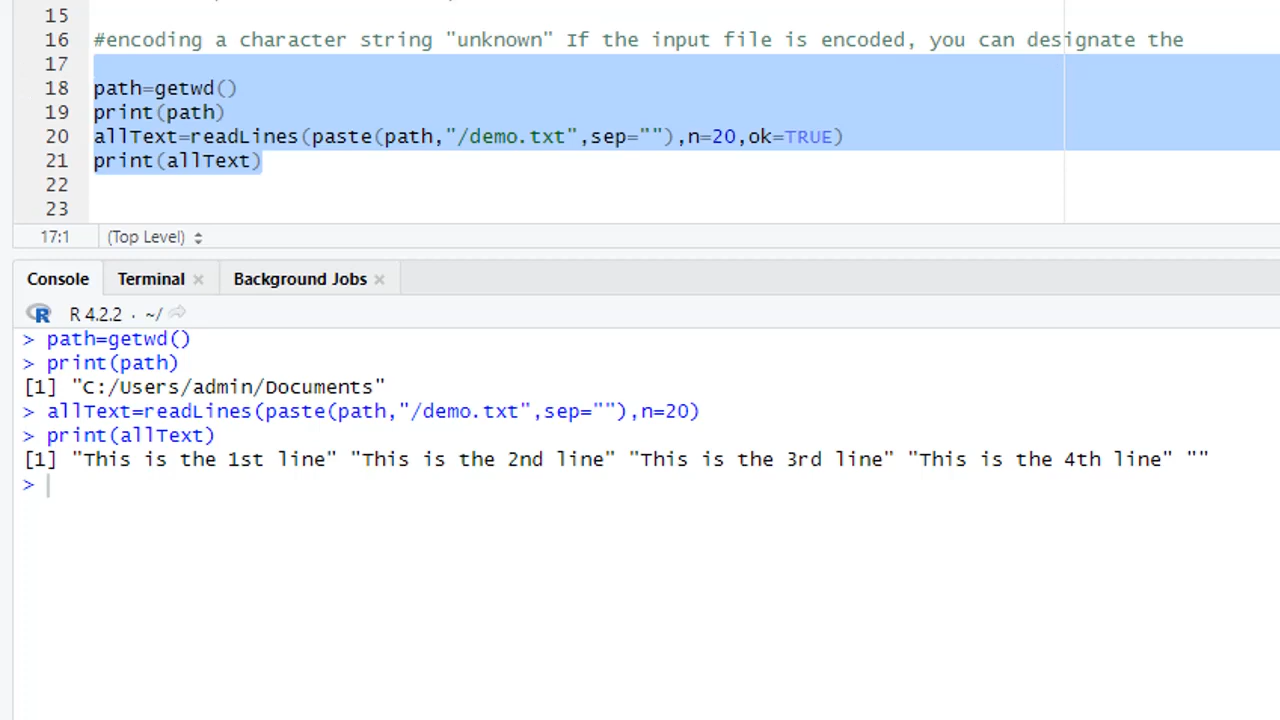 15
16 #encoding a character string "unknown" If the input file is encoded, you can designate the
17
18 path=getwd()
19 print(path)
20 allText=readLines(paste(path,"/demo.txt",sep=""),n=20,ok=TRUE)
21 print(allText)
22
23
17:1 (Top Level)
Console Terminal Background Jobs
R R 4.2.2 · ~/
> path=getwd()
> print(path)
[1] "C:/Users/admin/Documents"
> allText=readLines(paste(path,"/demo.txt",sep=""),n=20)
> print(allText)
[1] "This is the 1st line" "This is the 2nd line" "This is the 3rd line" "This is the 4th line" ""
>